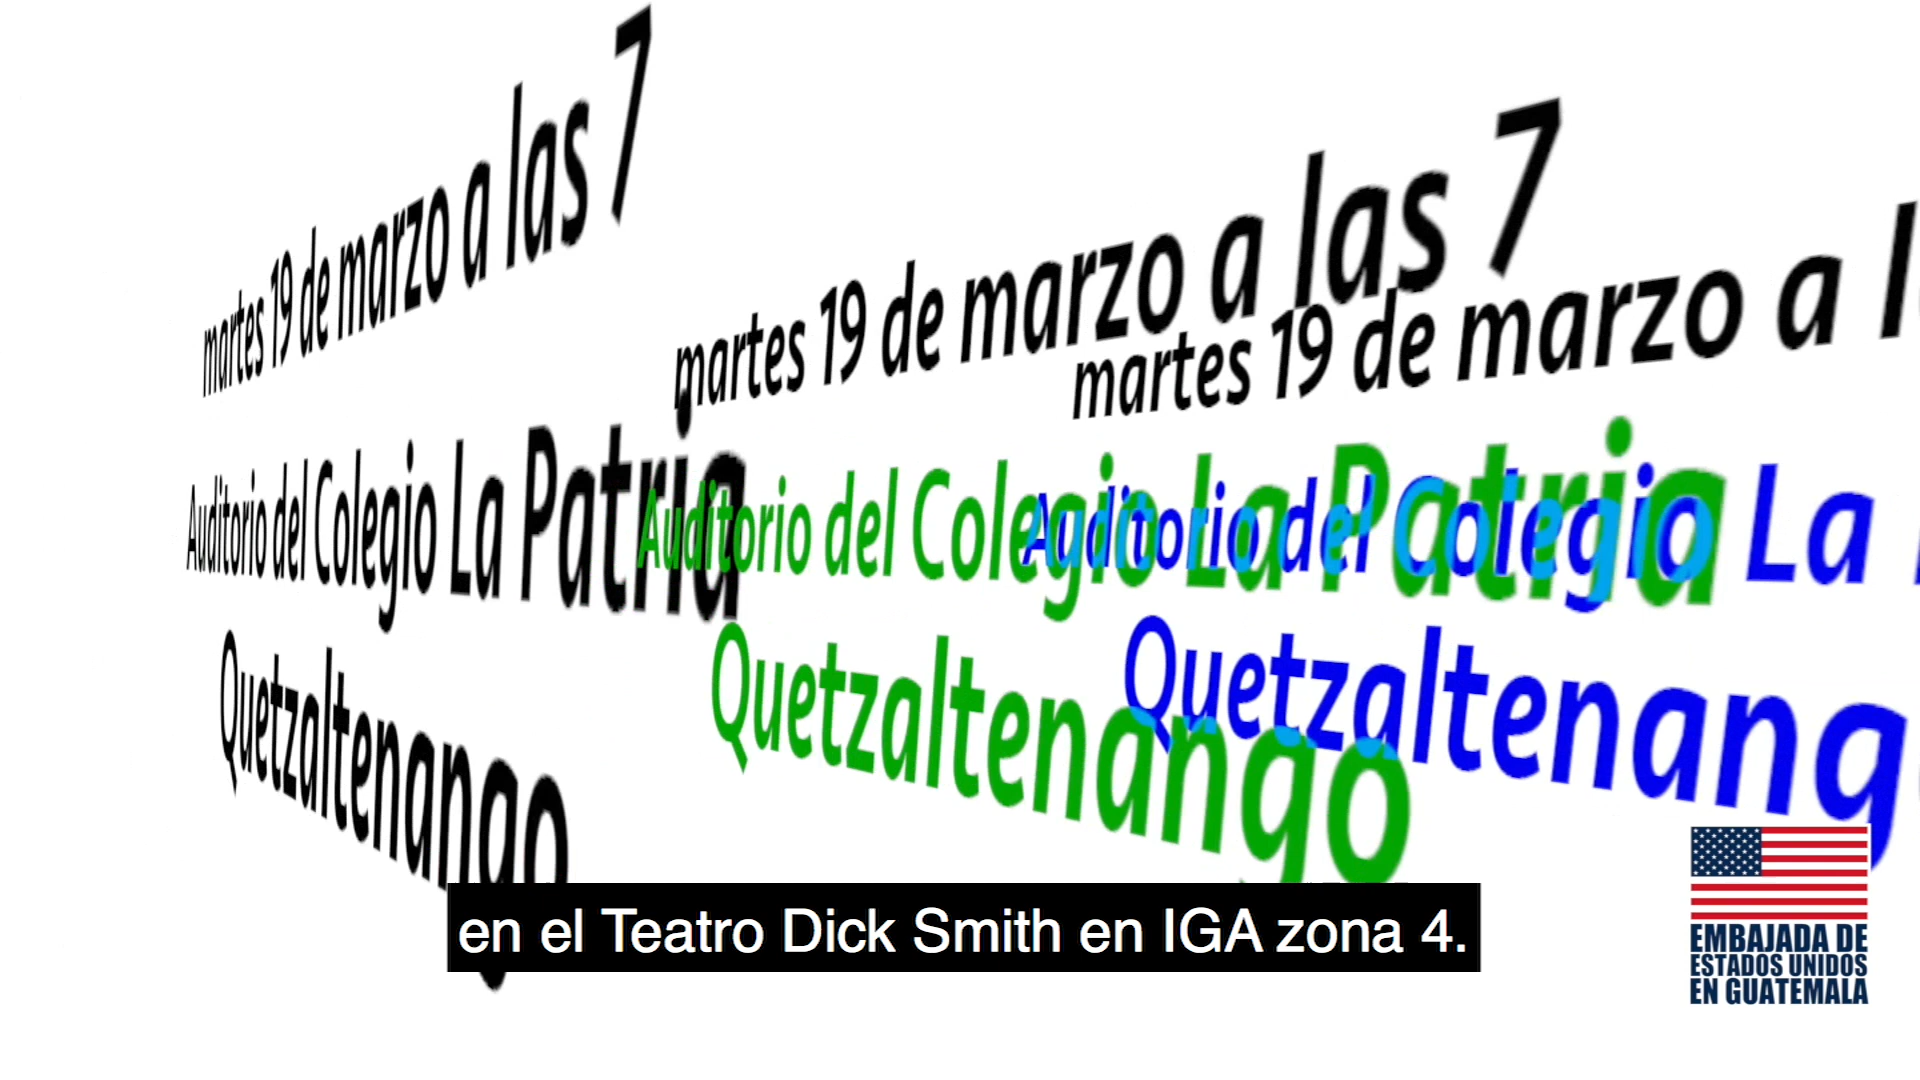 martes 19 de marzo a las 7
Auditorio del Colegio La Patria
Quetzaltenango
martes 19 de marzo a las 7
Auditorio del Colegio La Patria
Quetzaltenango
martes 19 de marzo a l
Auditorio del Colegio La
Quetzaltenang
en el Teatro Dick Smith en IGA zona 4.
EMBAJADA DE
ESTADOS UNIDOS
EN GUATEMALA